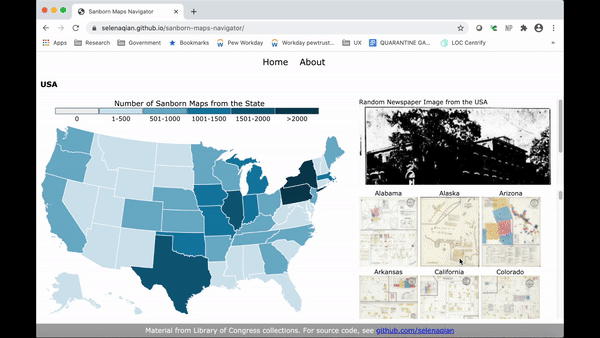 Sanborn Maps Navigator
selenaqian.github.io/sanborn-maps-navigator/
Apps Research Government Bookmarks Pew Workday Workday pewtrust... UX QUARANTINE GA... LOC Centrify
Home About
USA
Number of Sanborn Maps from the State
0 1-500 501-1000 1001-1500 1501-2000 >2000
Random Newspaper Image from the USA
Alabama Alaska Arizona
Arkansas California Colorado
Material from Library of Congress collections. For source code, see github.com/selenaqian